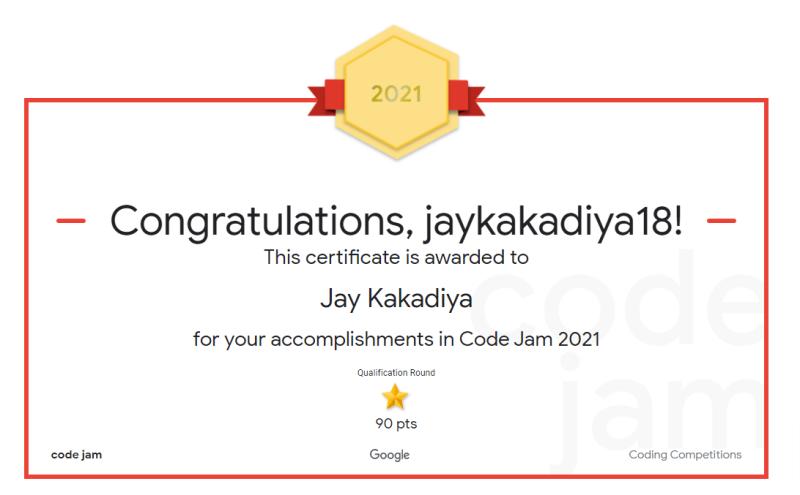 2021
Congratulations, jaykakadiya18!
This certificate is awarded to
Jay Kakadiya
for your accomplishments in Code Jam 2021
Qualification Round
90 pts
code jam
Google
Coding Competitions
code
jam